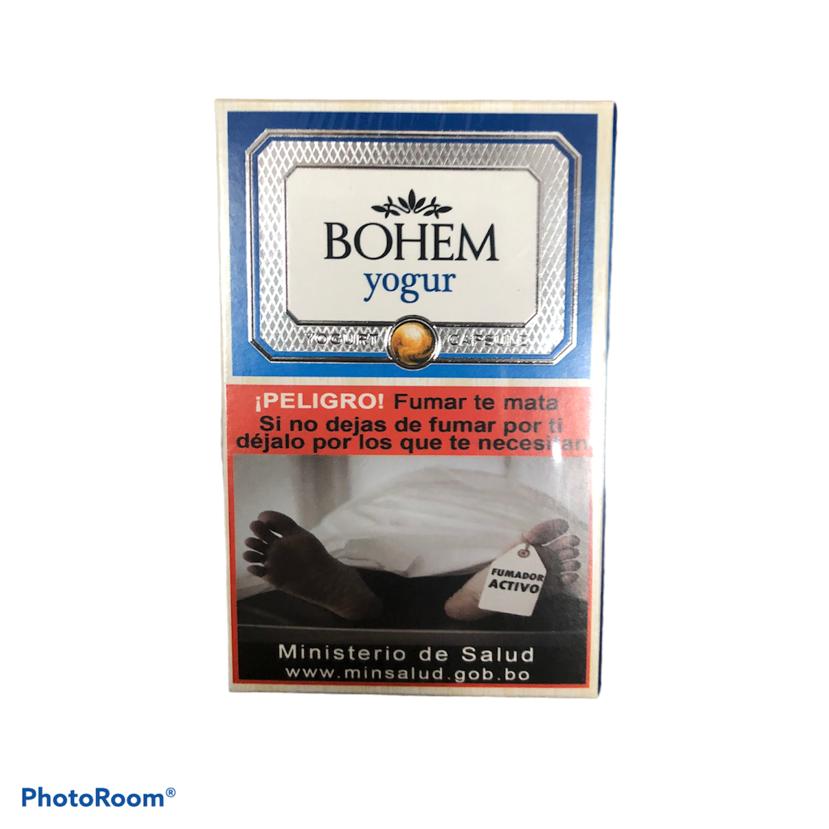 BOHEM
yogur
YOGURT CAPSULE
¡PELIGRO! Fumar te mata
Si no dejas de fumar por ti
déjalo por los que te necesitan
FUMADOR
ACTIVO
Ministerio de Salud
www.minsalud.gob.bo
PhotoRoom®